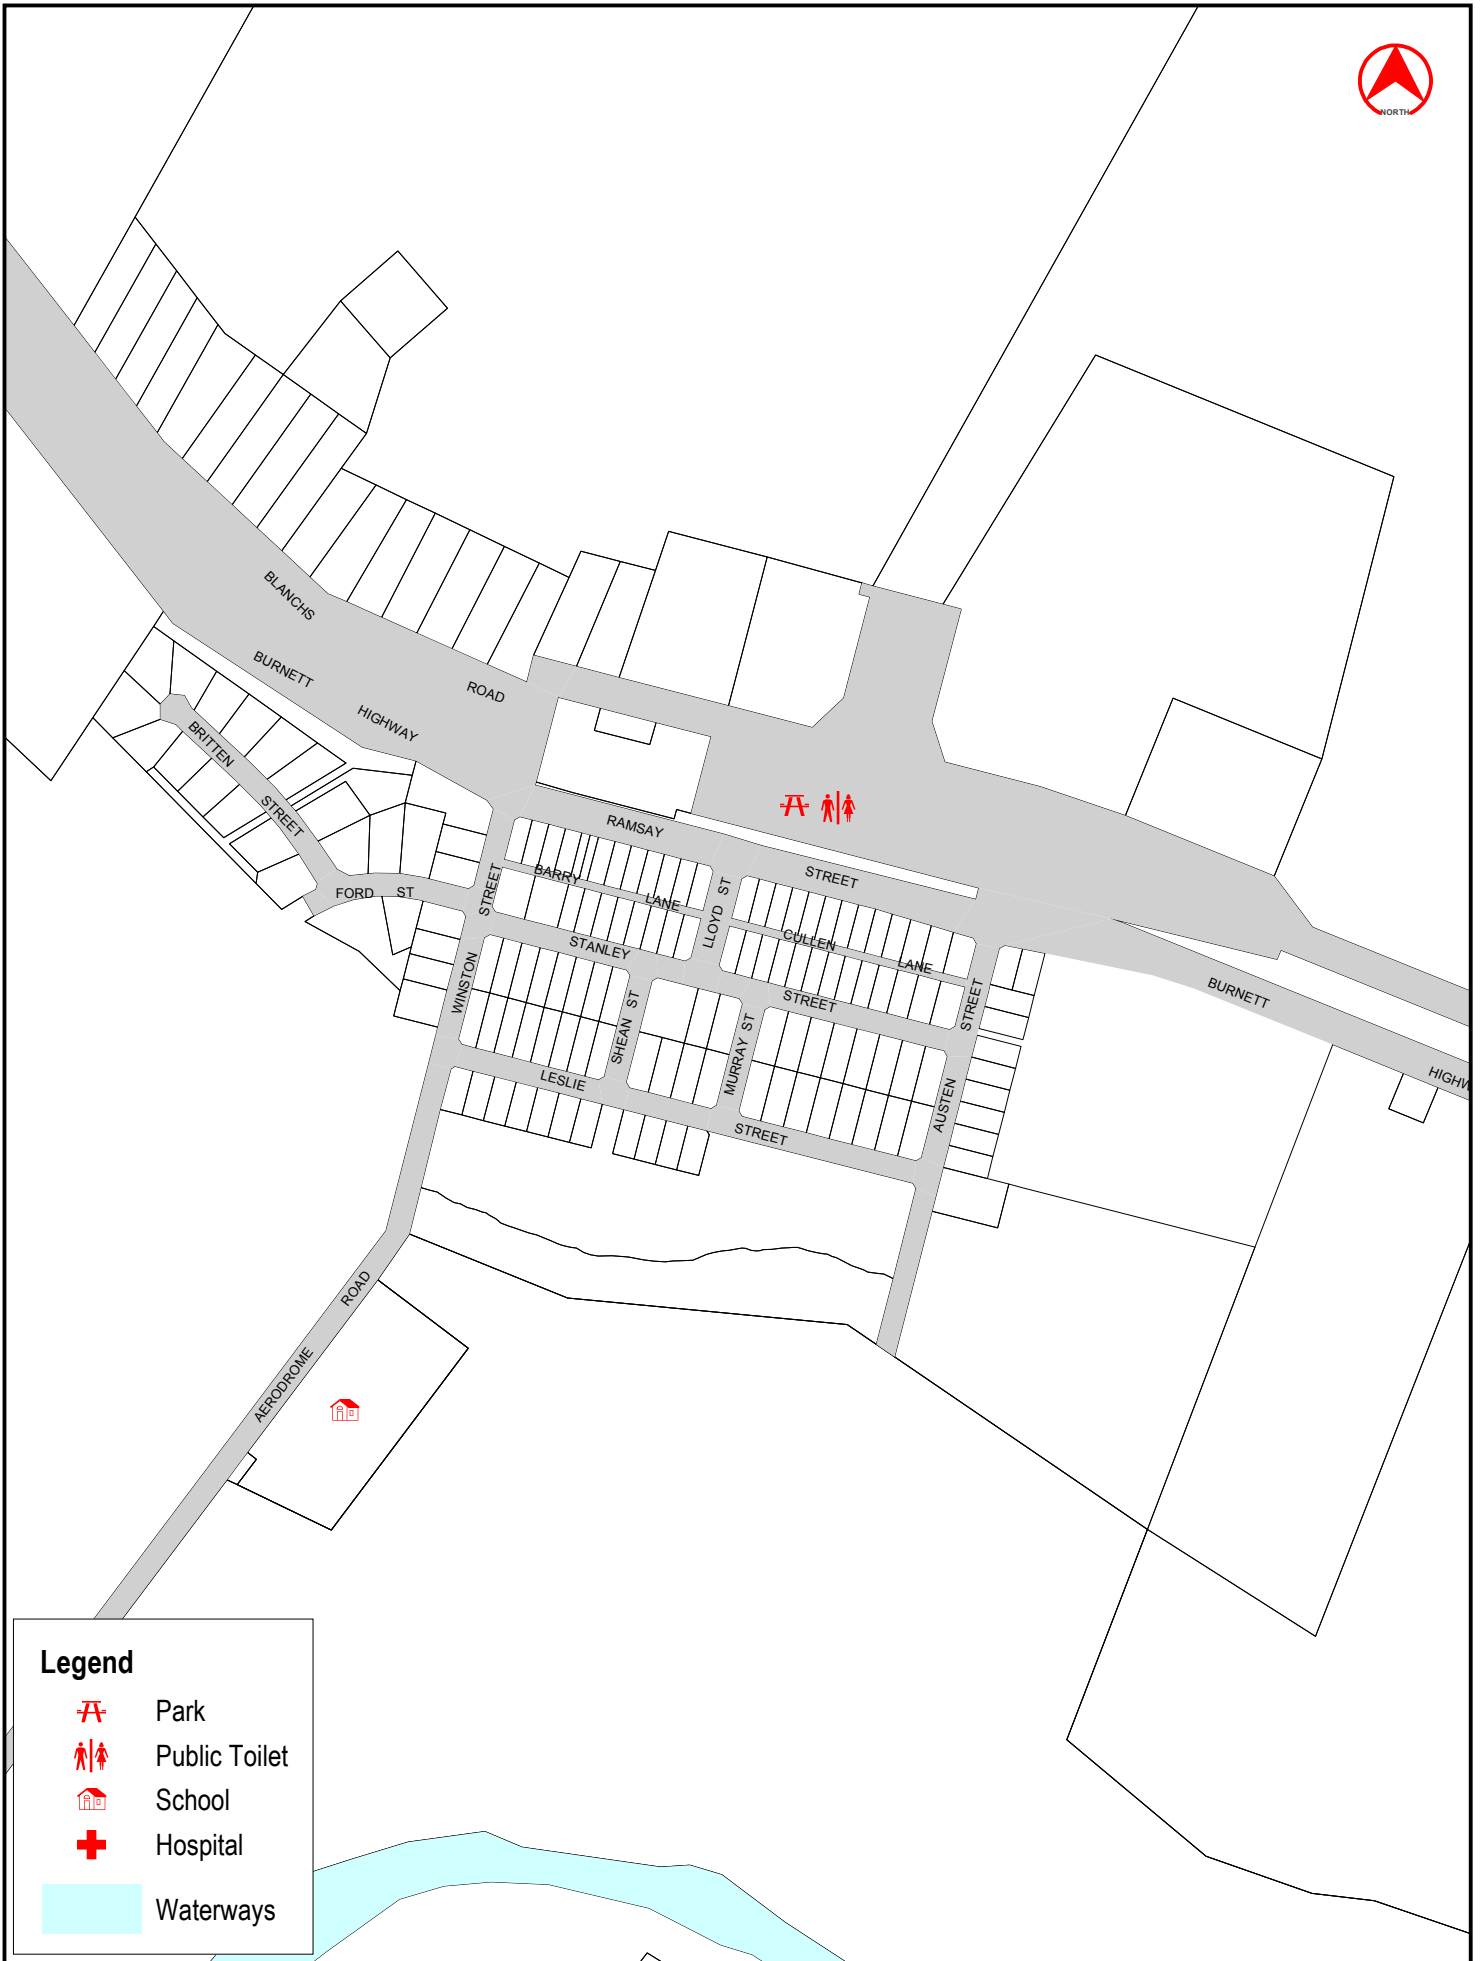 NORTH
BLANCHS
ROAD
BURNETT
HIGHWAY
BRITTEN
STREET
FORD ST
RAMSAY
STREET
BARRY
LANE
LLOYD ST
CULLEN
LANE
STANLEY
STREET
WINSTON
STREET
SHEAN ST
MURRAY ST
AUSTEN
STREET
LESLIE
STREET
BURNETT
HIGHW
AERODROME
ROAD
Legend
Park
Public Toilet
School
Hospital
Waterways